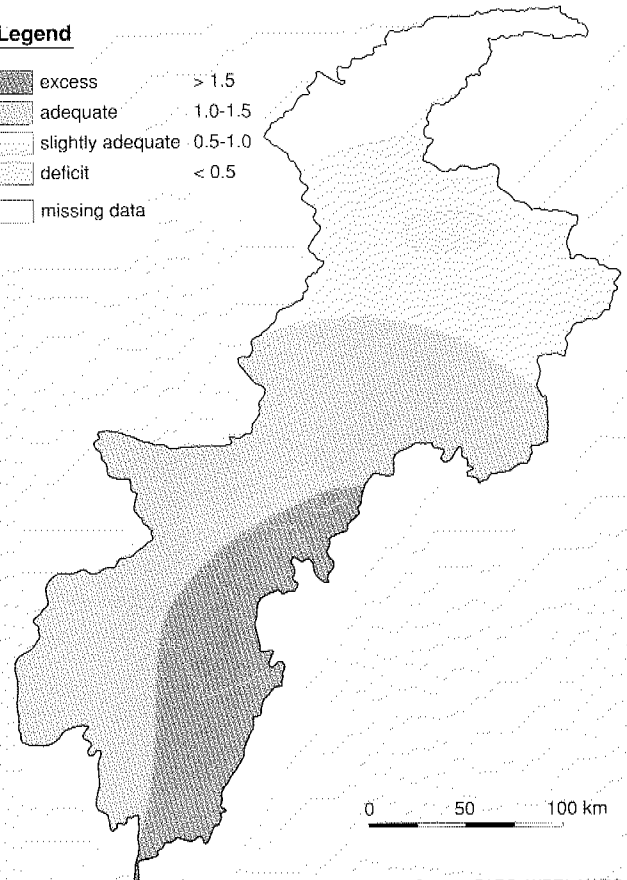 Legend
excess > 1.5
adequate 1.0-1.5
slightly adequate 0.5-1.0
deficit < 0.5
missing data
0 50 100 km